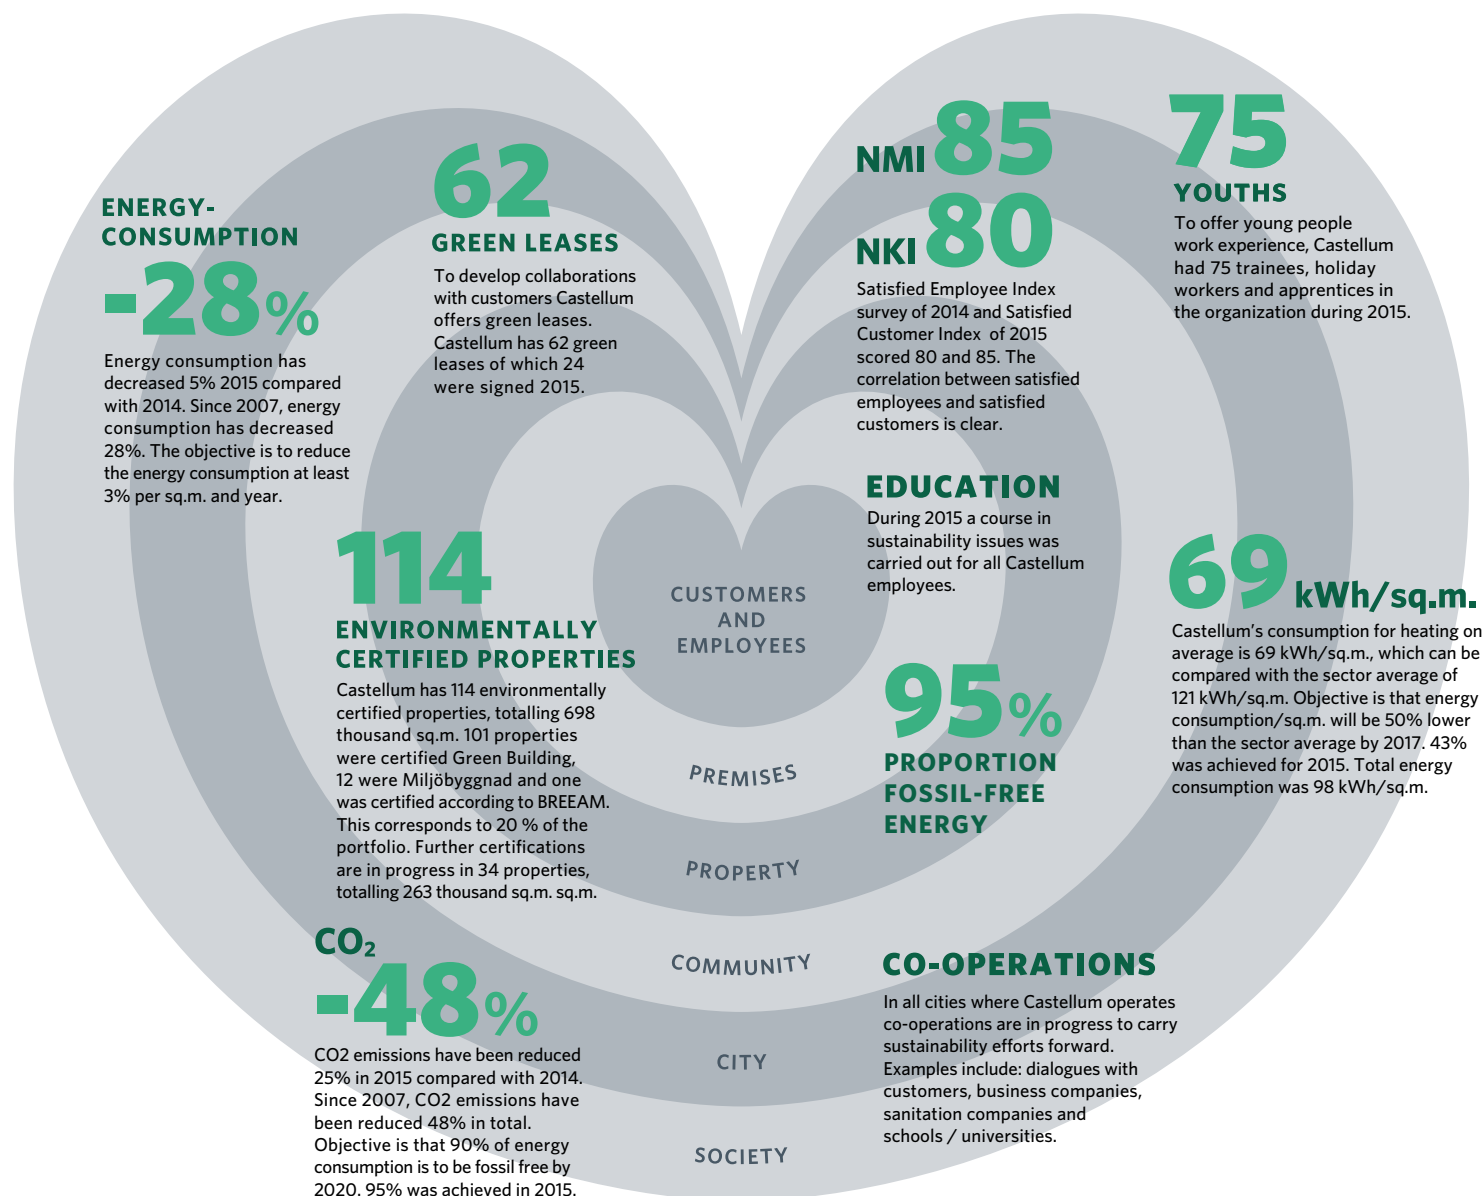 ENERGY-
CONSUMPTION
-28%
Energy consumption has
decreased 5% 2015 compared
with 2014. Since 2007, energy
consumption has decreased
28%. The objective is to reduce
the energy consumption at least
3% per sq.m. and year.
62
GREEN LEASES
To develop collaborations
with customers Castellum
offers green leases.
Castellum has 62 green
leases of which 24
were signed 2015.
NMI 85
NKI 80
Satisfied Employee Index
survey of 2014 and Satisfied
Customer Index of 2015
scored 80 and 85. The
correlation between satisfied
employees and satisfied
customers is clear.
75
YOUTHS
To offer young people
work experience, Castellum
had 75 trainees, holiday
workers and apprentices in
the organization during 2015.
EDUCATION
During 2015 a course in
sustainability issues was
carried out for all Castellum
employees.
114
ENVIRONMENTALLY
CERTIFIED PROPERTIES
Castellum has 114 environmentally
certified properties, totalling 698
thousand sq.m. 101 properties
were certified Green Building,
12 were Miljöbyggnad and one
was certified according to BREEAM.
This corresponds to 20 % of the
portfolio. Further certifications
are in progress in 34 properties,
totalling 263 thousand sq.m. sq.m.
69 kWh/sq.m.
Castellum's consumption for heating on
average is 69 kWh/sq.m., which can be
compared with the sector average of
121 kWh/sq.m. Objective is that energy
consumption/sq.m. will be 50% lower
than the sector average by 2017. 43%
was achieved for 2015. Total energy
consumption was 98 kWh/sq.m.
95%
PROPORTION
FOSSIL-FREE
ENERGY
CUSTOMERS
AND
EMPLOYEES
PREMISES
PROPERTY
COMMUNITY
CITY
SOCIETY
CO₂
-48%
CO2 emissions have been reduced
25% in 2015 compared with 2014.
Since 2007, CO2 emissions have
been reduced 48% in total.
Objective is that 90% of energy
consumption is to be fossil free by
2020. 95% was achieved in 2015.
CO-OPERATIONS
In all cities where Castellum operates
co-operations are in progress to carry
sustainability efforts forward.
Examples include: dialogues with
customers, business companies,
sanitation companies and
schools / universities.